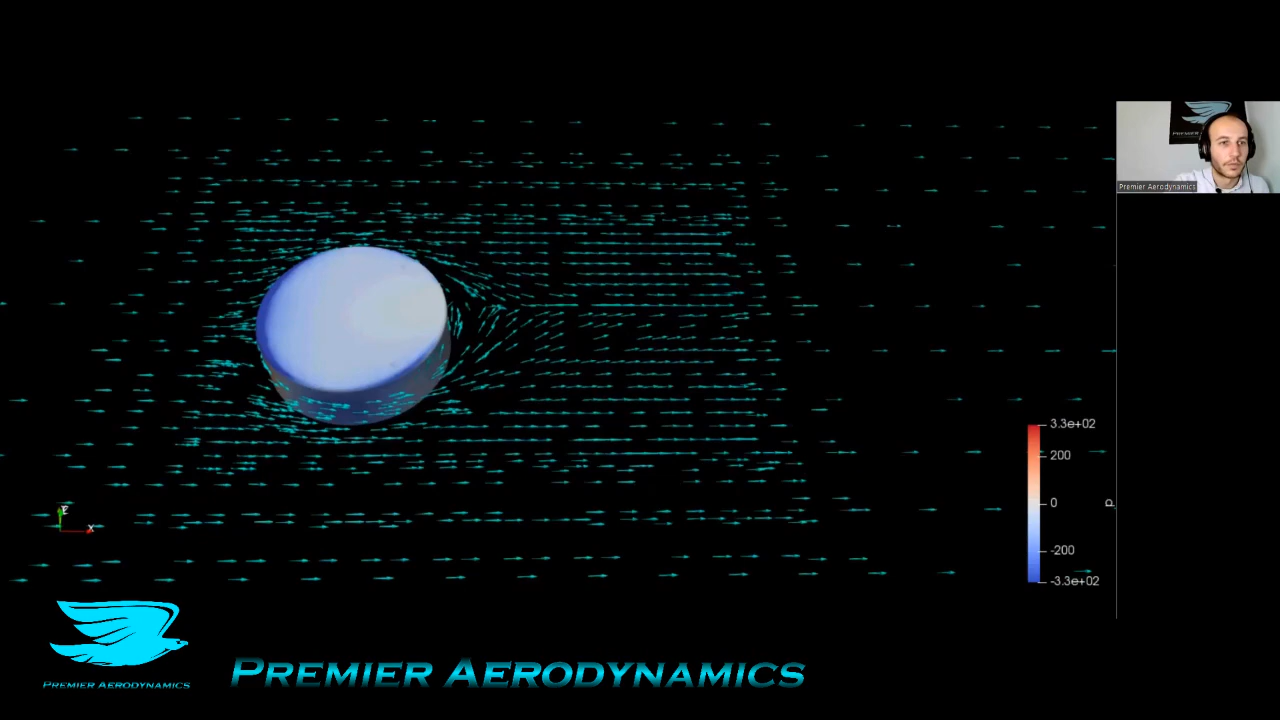 Premier Aerodynamics
3.3e+02
200
0
p
-200
-3.3e+02
X
PREMIER AERODYNAMICS
PREMIER AERODYNAMICS